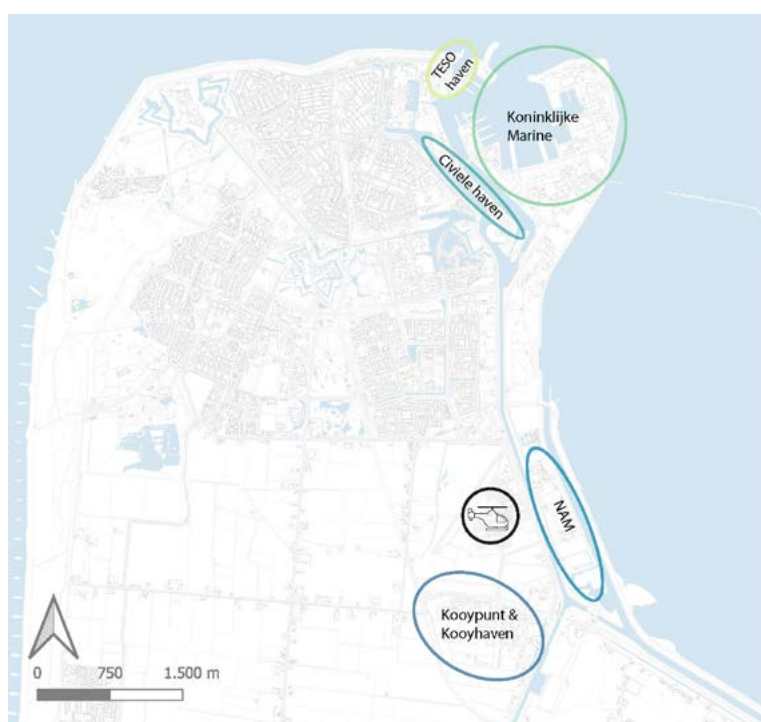 TESO
haven
Koninklijke
Marine
Civiele haven
NAM
Kooypunt &
Kooyhaven
0 750 1.500 m